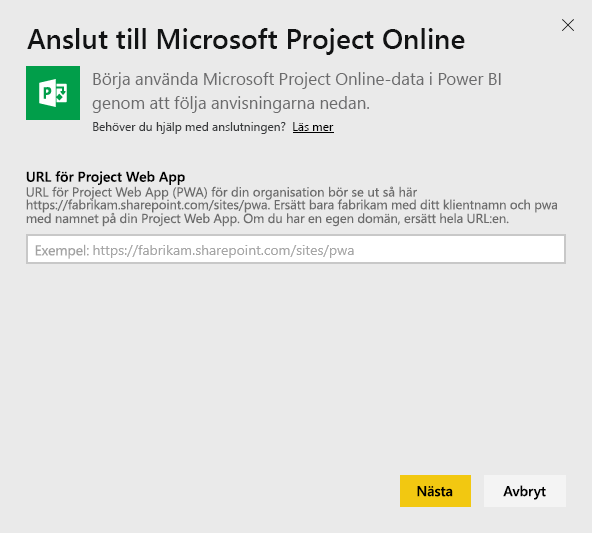 Anslut till Microsoft Project Online
Börja använda Microsoft Project Online-data i Power BI
genom att följa anvisningarna nedan.
Behöver du hjälp med anslutningen? Läs mer
URL för Project Web App
URL för Project Web App (PWA) för din organisation bör se ut så här
https://fabrikam.sharepoint.com/sites/pwa. Ersätt bara fabrikam med ditt klientnamn och pwa
med namnet på din Project Web App. Om du har en egen domän, ersätt hela URL:en.
Exempel: https://fabrikam.sharepoint.com/sites/pwa
Nästa
Avbryt